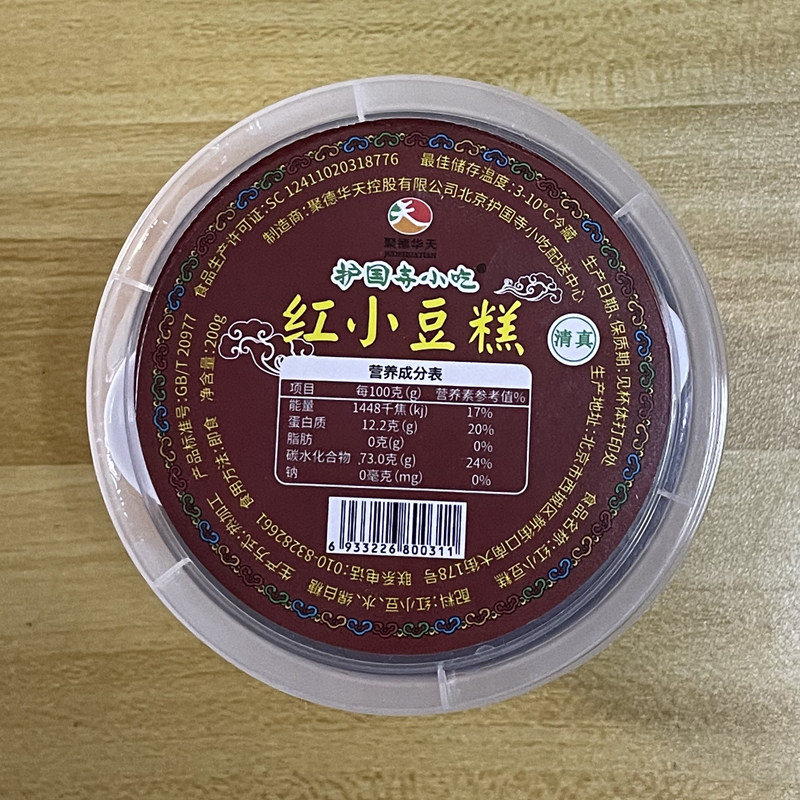 食品生产许可证:SC 12411020318776
最佳储存温度:3-10℃冷藏
制造商:聚德华天控股有限公司北京护国寺小吃配送中心
聚德华天
JUDEHUATIAN
护国寺小吃®
红小豆糕
清真
营养成分表
项目 每100克(g) 营养素参考值%
能量 1448千焦(kj) 17%
蛋白质 12.2克(g) 20%
脂肪 0克(g) 0%
碳水化合物 73.0克(g) 24%
钠 0毫克(mg) 0%
6 933226 800311
生产日期、保质期:见杯体打印处
生产地址:北京市西城区新街口南大街178号
联系电话:010-83282661
食用方法:即食
净含量:200g
食品名称:红小豆糕
配料:红小豆、水、绵白糖
生产方式:热加工
产品标准号:GB/T 20977